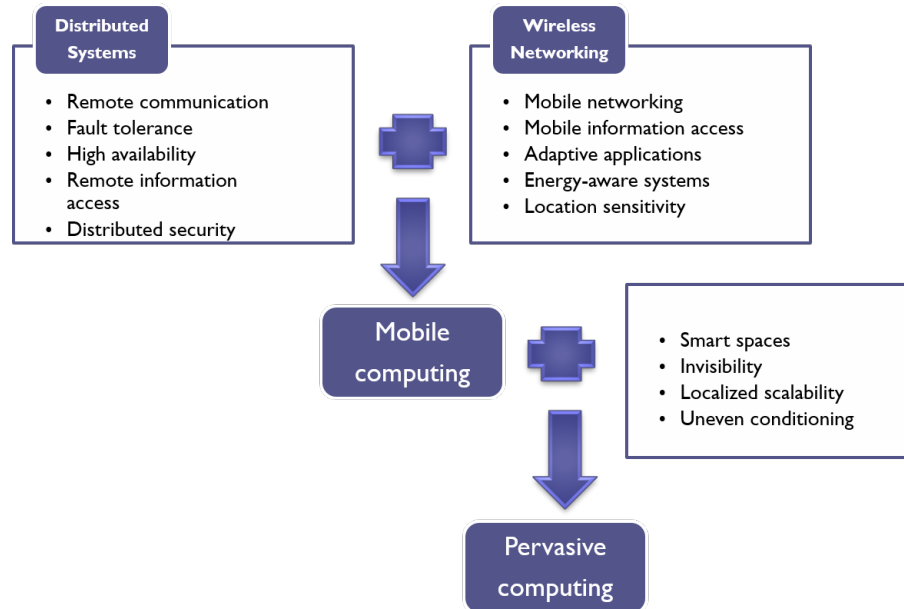 Distributed
Systems
• Remote communication
• Fault tolerance
• High availability
• Remote information
access
• Distributed security
Wireless
Networking
• Mobile networking
• Mobile information access
• Adaptive applications
• Energy-aware systems
• Location sensitivity
Mobile
computing
• Smart spaces
• Invisibility
• Localized scalability
• Uneven conditioning
Pervasive
computing